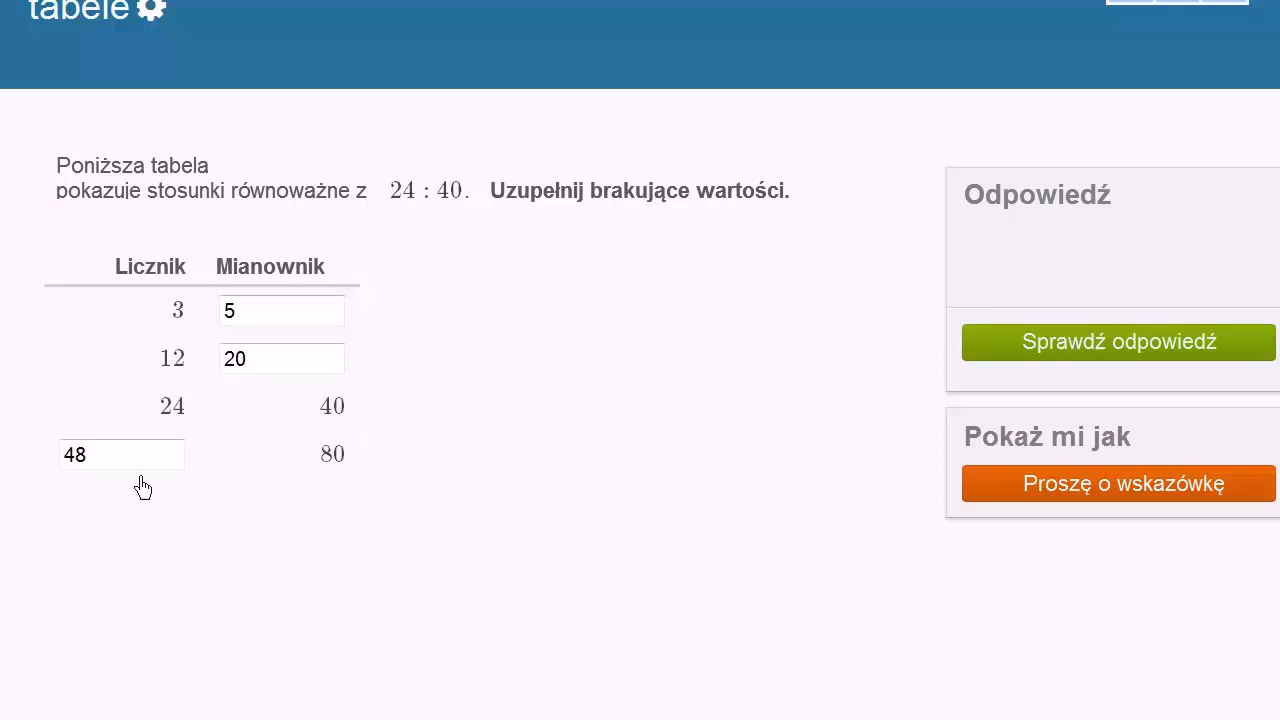 tabele
Poniższa tabela
pokazuje stosunki równoważne z 24 : 40. Uzupełnij brakujące wartości.
Licznik Mianownik
3 5
12 20
24 40
48 80
Odpowiedź
Sprawdź odpowiedź
Pokaż mi jak
Proszę o wskazówkę